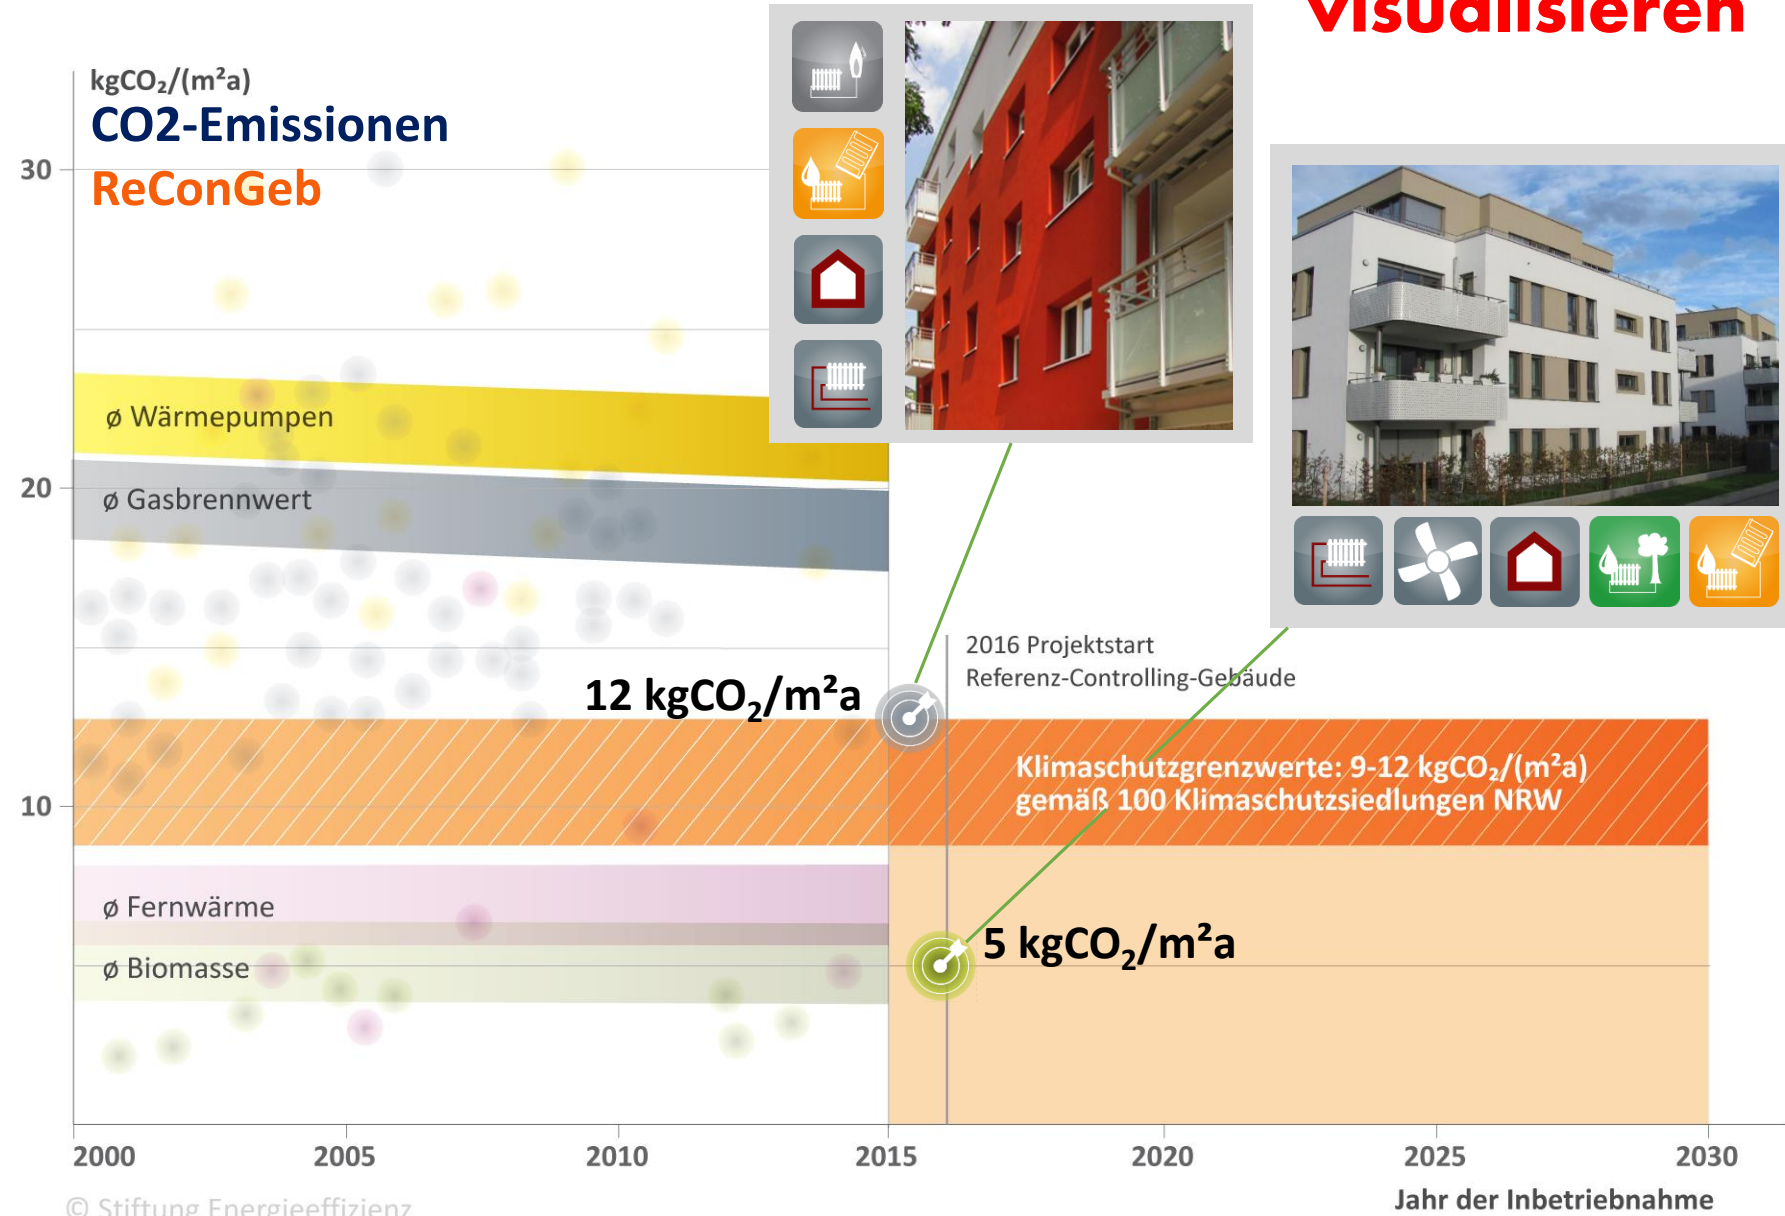 visualisieren
kgCO₂/(m²a)
CO2-Emissionen
ReConGeb
30
20
10
ø Wärmepumpen
ø Gasbrennwert
2016 Projektstart
Referenz-Controlling-Gebäude
12 kgCO₂/m²a
Klimaschutzgrenzwerte: 9-12 kgCO₂/(m²a)
gemäß 100 Klimaschutzsiedlungen NRW
ø Fernwärme
ø Biomasse
5 kgCO₂/m²a
2000 2005 2010 2015 2020 2025 2030
Jahr der Inbetriebnahme
© Stiftung Energieeffizienz